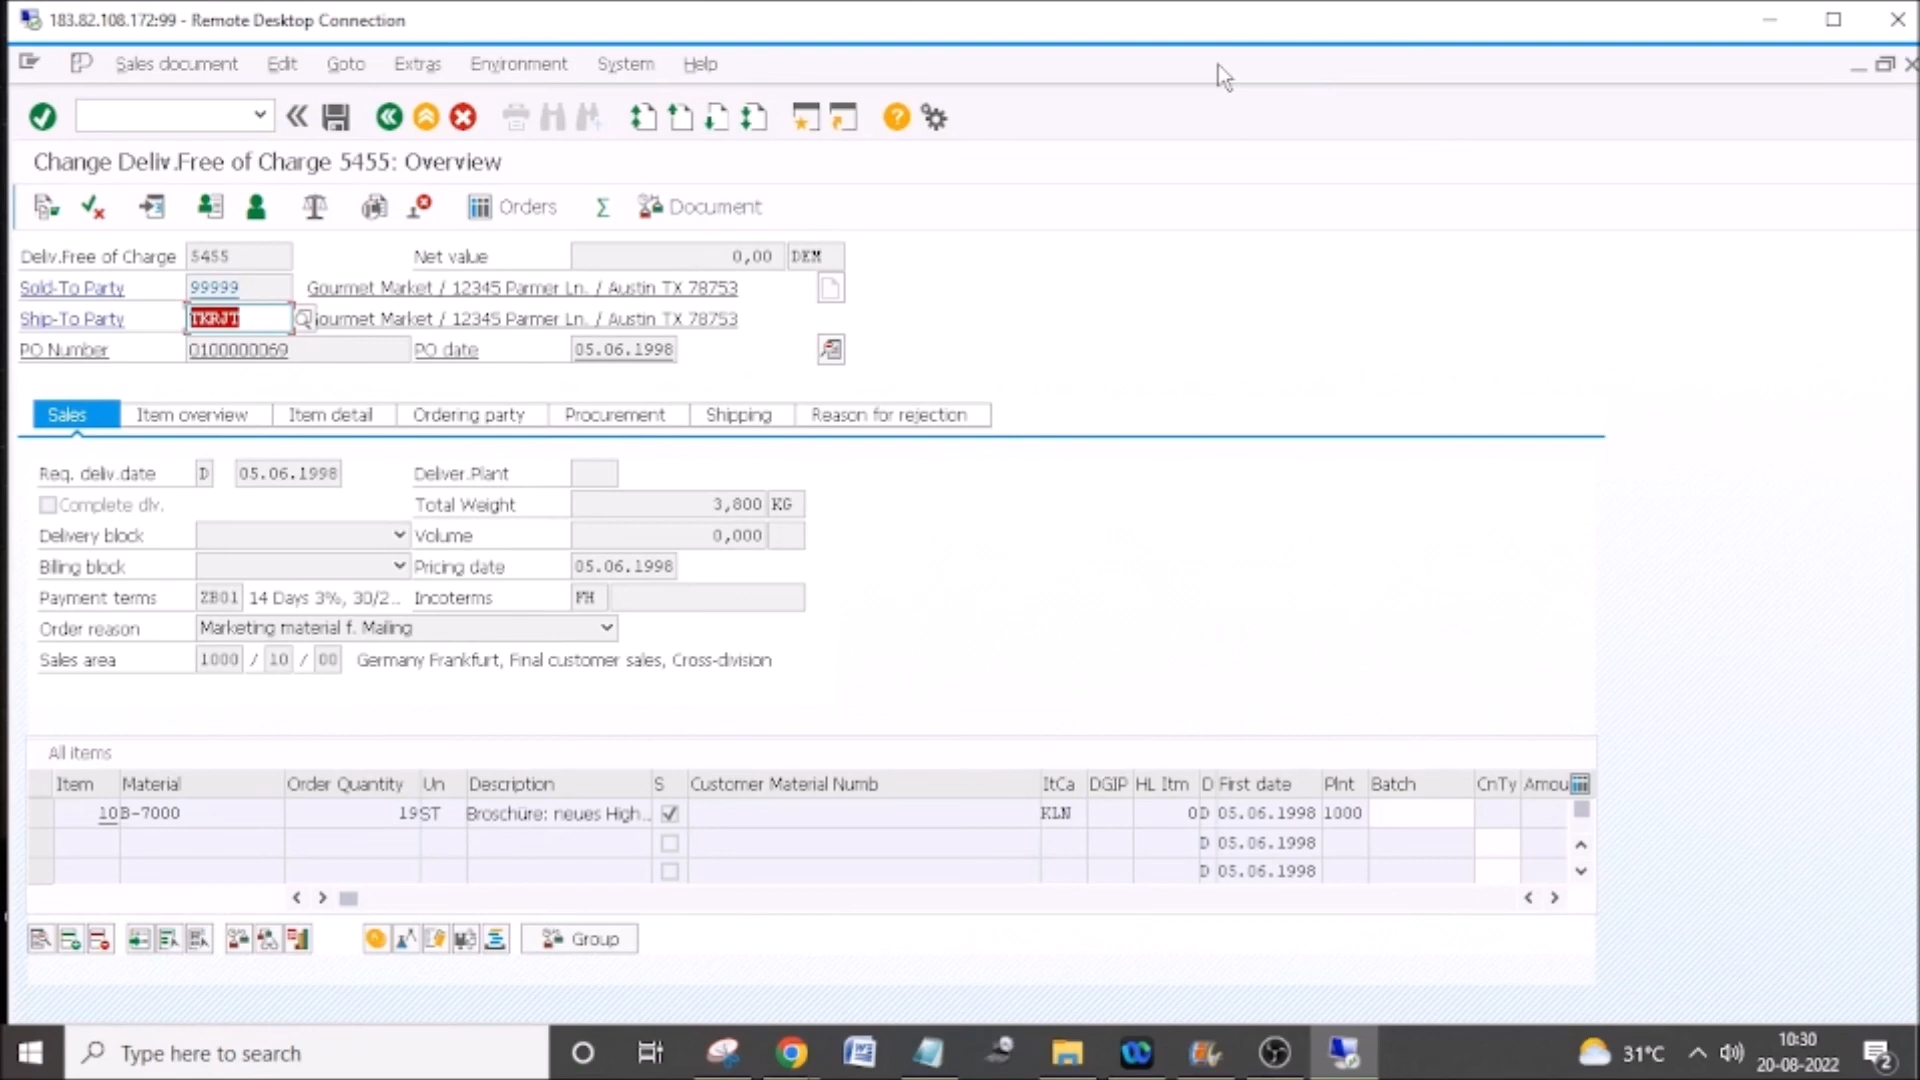 183.82.108.172:99 - Remote Desktop Connection
Sales document Edit Goto Extras Environment System Help
Change Deliv.Free of Charge 5455: Overview
Orders Document
Deliv.Free of Charge 5455 Net value 0,00 DEM
Sold-To Party 99999 Gourmet Market / 12345 Parmer Ln. / Austin TX 78753
Ship-To Party TKRJT ourmet Market / 12345 Parmer Ln. / Austin TX 78753
PO Number 0100000069 PO date 05.06.1998
Sales Item overview Item detail Ordering party Procurement Shipping Reason for rejection
Req. deliv.date D 05.06.1998 Deliver.Plant
Complete dlv. Total Weight 3,800 KG
Delivery block Volume 0,000
Billing block Pricing date 05.06.1998
Payment terms ZB01 14 Days 3%, 30/2... Incoterms FH
Order reason Marketing material f. Mailing
Sales area 1000 / 10 / 00 Germany Frankfurt, Final customer sales, Cross-division
All items
Item Material Order Quantity Un Description S Customer Material Numb ItCa DGIP HL Itm D First date Plnt Batch CnTy Amou
10 B-7000 19 ST Broschüre: neues High... KLN 0 D 05.06.1998 1000
D 05.06.1998
D 05.06.1998
Group
Type here to search 31°C 10:30
20-08-2022 2